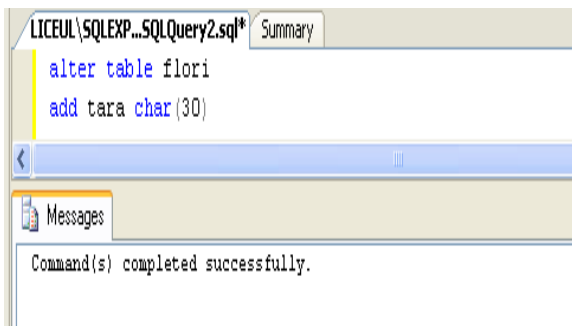 LICEUL\SQLEXP...SQLQuery2.sql* Summary
alter table flori
add tara char(30)
Messages
Command(s) completed successfully.